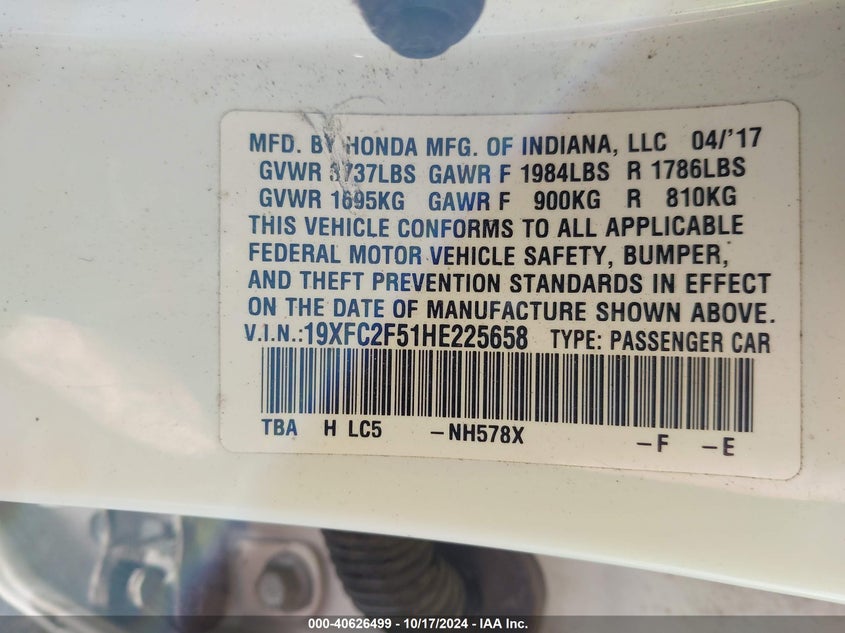 MFD. BY HONDA MFG. OF INDIANA, LLC 04/'17
GVWR 3737LBS GAWR F 1984LBS R 1786LBS
GVWR 1695KG GAWR F 900KG R 810KG
THIS VEHICLE CONFORMS TO ALL APPLICABLE
FEDERAL MOTOR VEHICLE SAFETY, BUMPER,
AND THEFT PREVENTION STANDARDS IN EFFECT
ON THE DATE OF MANUFACTURE SHOWN ABOVE.
V.I.N.:19XFC2F51HE225658 TYPE: PASSENGER CAR
TBA H LC5 –NH578X –F –E
000-40626499 - 10/17/2024 - IAA Inc.